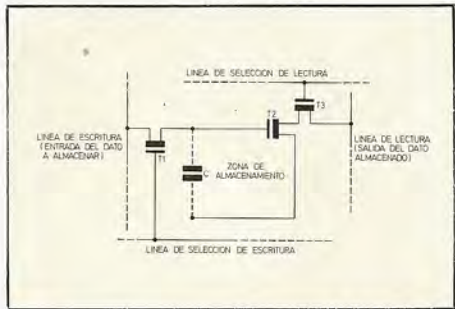 LINEA DE SELECCION DE LECTURA
T3
T2
LINEA DE ESCRITURA
(ENTRADA DEL DATO
A ALMACENAR)
T1
LINEA DE LECTURA
(SALIDA DEL DATO
ALMACENADO)
C
ZONA DE
ALMACENAMIENTO
LINEA DE SELECCION DE ESCRITURA